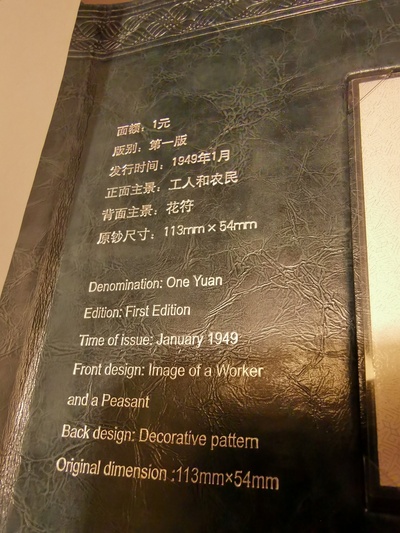 面额：1元
版别：第一版
发行时间：1949年1月
正面主景：工人和农民
背面主景：花符
原钞尺寸：113mm×54mm
Denomination: One Yuan
Edition: First Edition
Time of issue: January 1949
Front design: Image of a Worker
and a Peasant
Back design: Decorative pattern
Original dimension :113mm×54mm